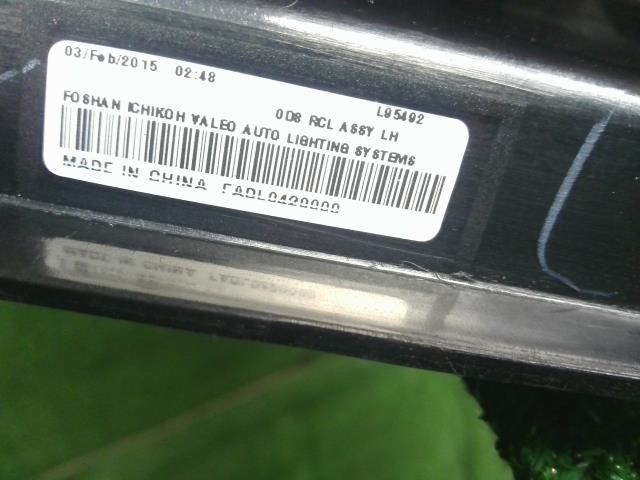 03/Feb/2015 02:48
0D8 RCL ASSY LH L95492
FOSHAN ICHIKOH VALEO AUTO LIGHTING SYSTEMS
MADE IN CHINA